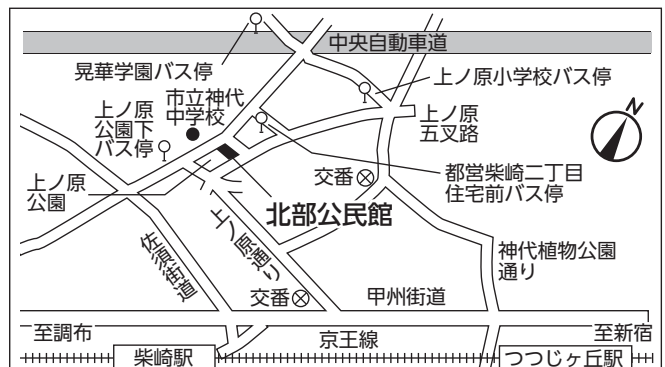 中央自動車道
晃華学園バス停
上ノ原小学校バス停
市立神代
中学校
上ノ原
公園下
バス停
上ノ原
五叉路
N
都営柴崎二丁目
住宅前バス停
交番
上ノ原
公園
北部公民館
上ノ原通り
佐須街道
神代植物公園
通り
交番
甲州街道
至調布
京王線
至新宿
柴崎駅
つつじヶ丘駅